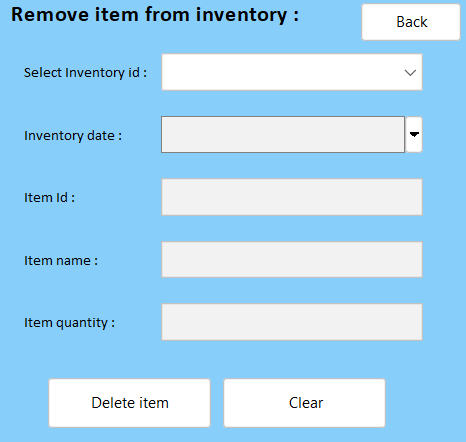 Remove item from inventory :
Back
Select Inventory id :
Inventory date :
Item Id :
Item name :
Item quantity :
Delete item
Clear